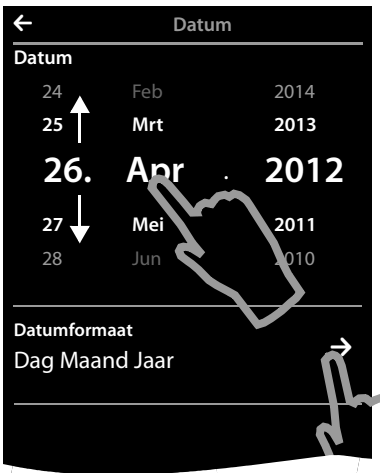 Datum
Datum
24 Feb 2014
25 Mrt 2013
26. Apr . 2012
27 Mei 2011
28 Jun 2010
Datumformaat
Dag Maand Jaar